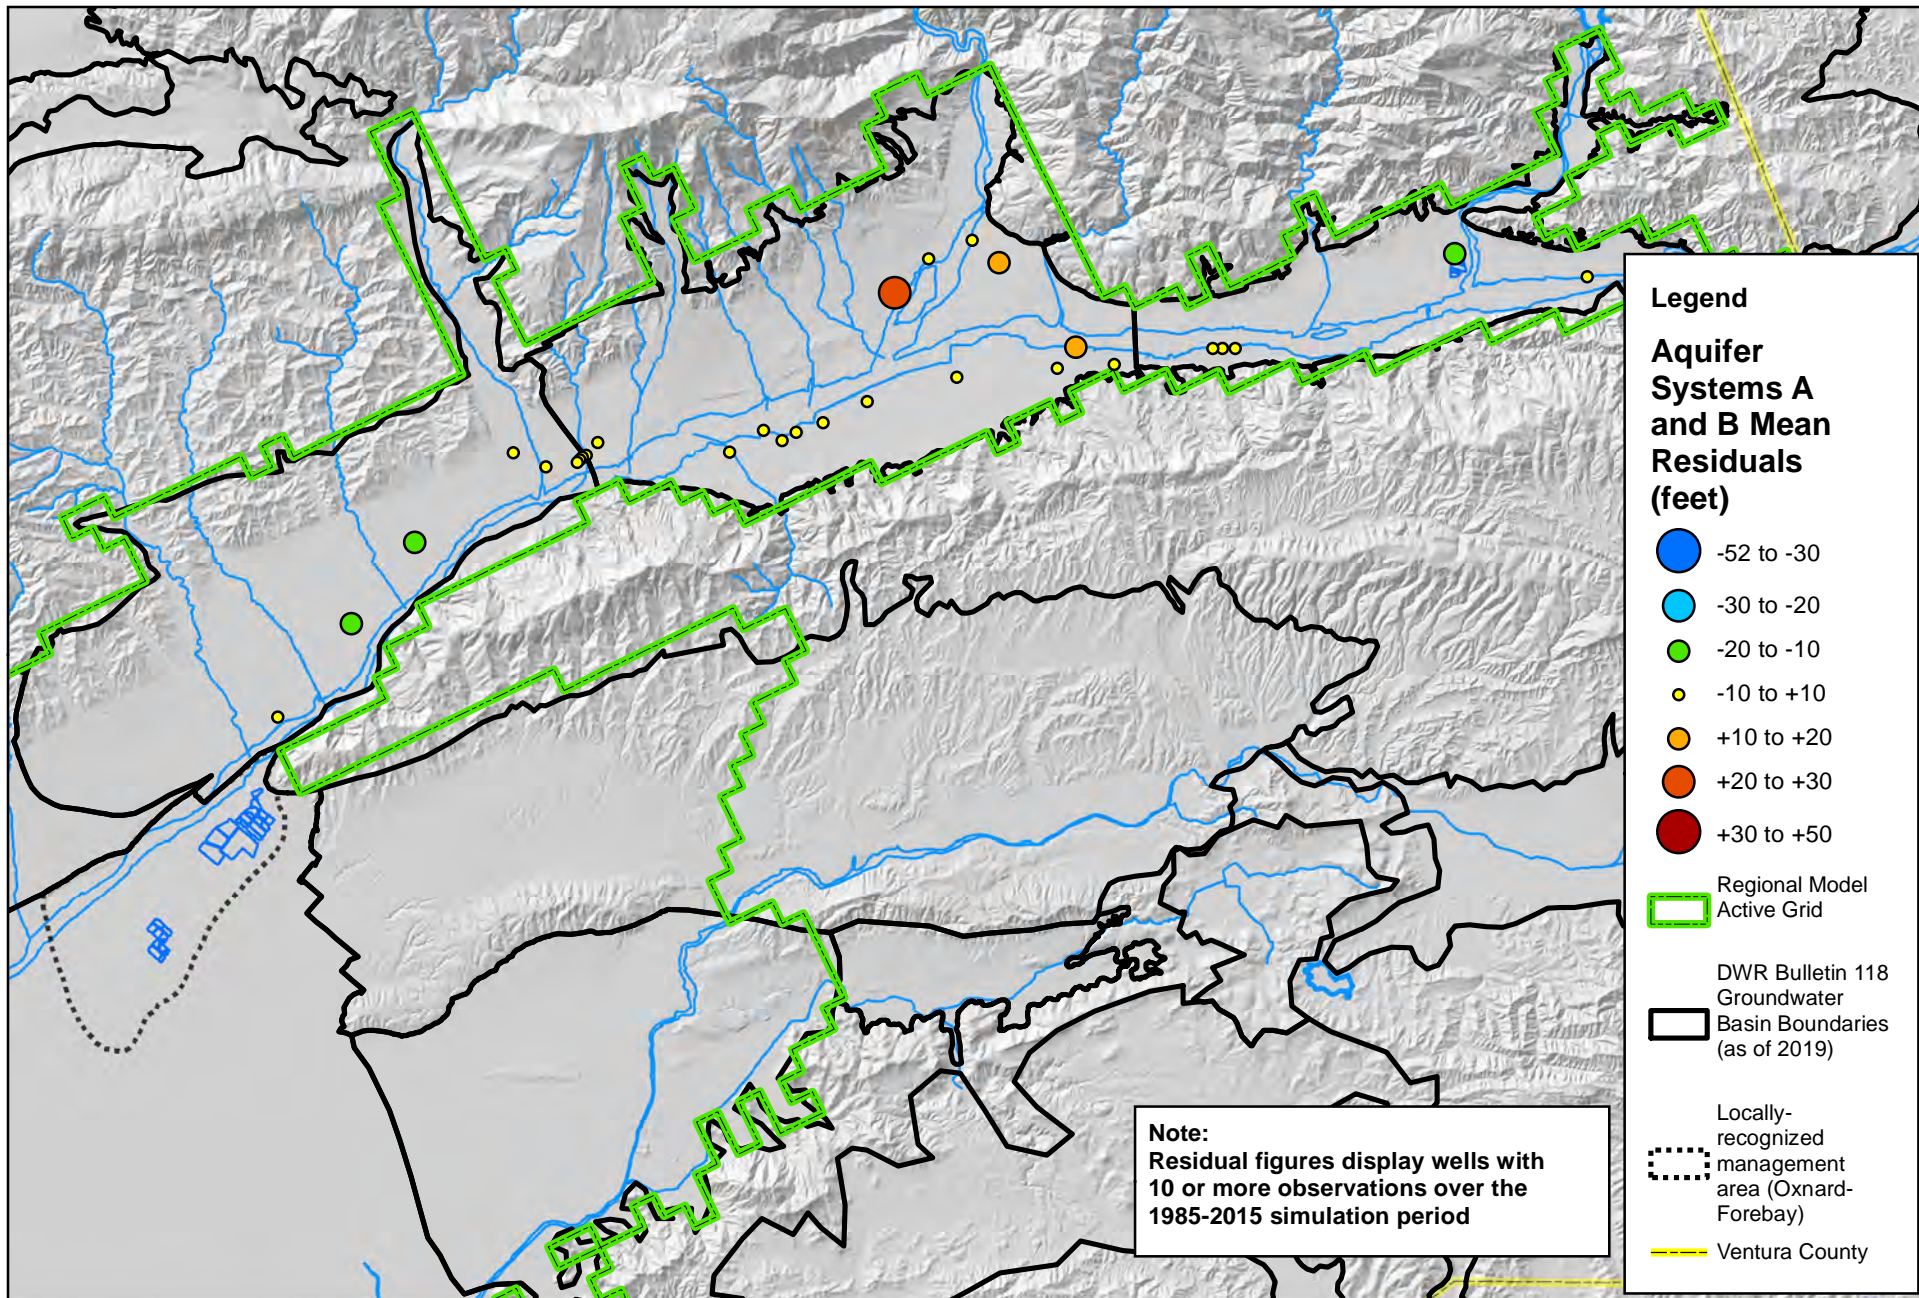 Legend
Aquifer
Systems A
and B Mean
Residuals
(feet)
-52 to -30
-30 to -20
-20 to -10
-10 to +10
+10 to +20
+20 to +30
+30 to +50
Regional Model
Active Grid
DWR Bulletin 118
Groundwater
Basin Boundaries
(as of 2019)
Locally-
recognized
management
area (Oxnard-
Forebay)
Ventura County
Note:
Residual figures display wells with
10 or more observations over the
1985-2015 simulation period